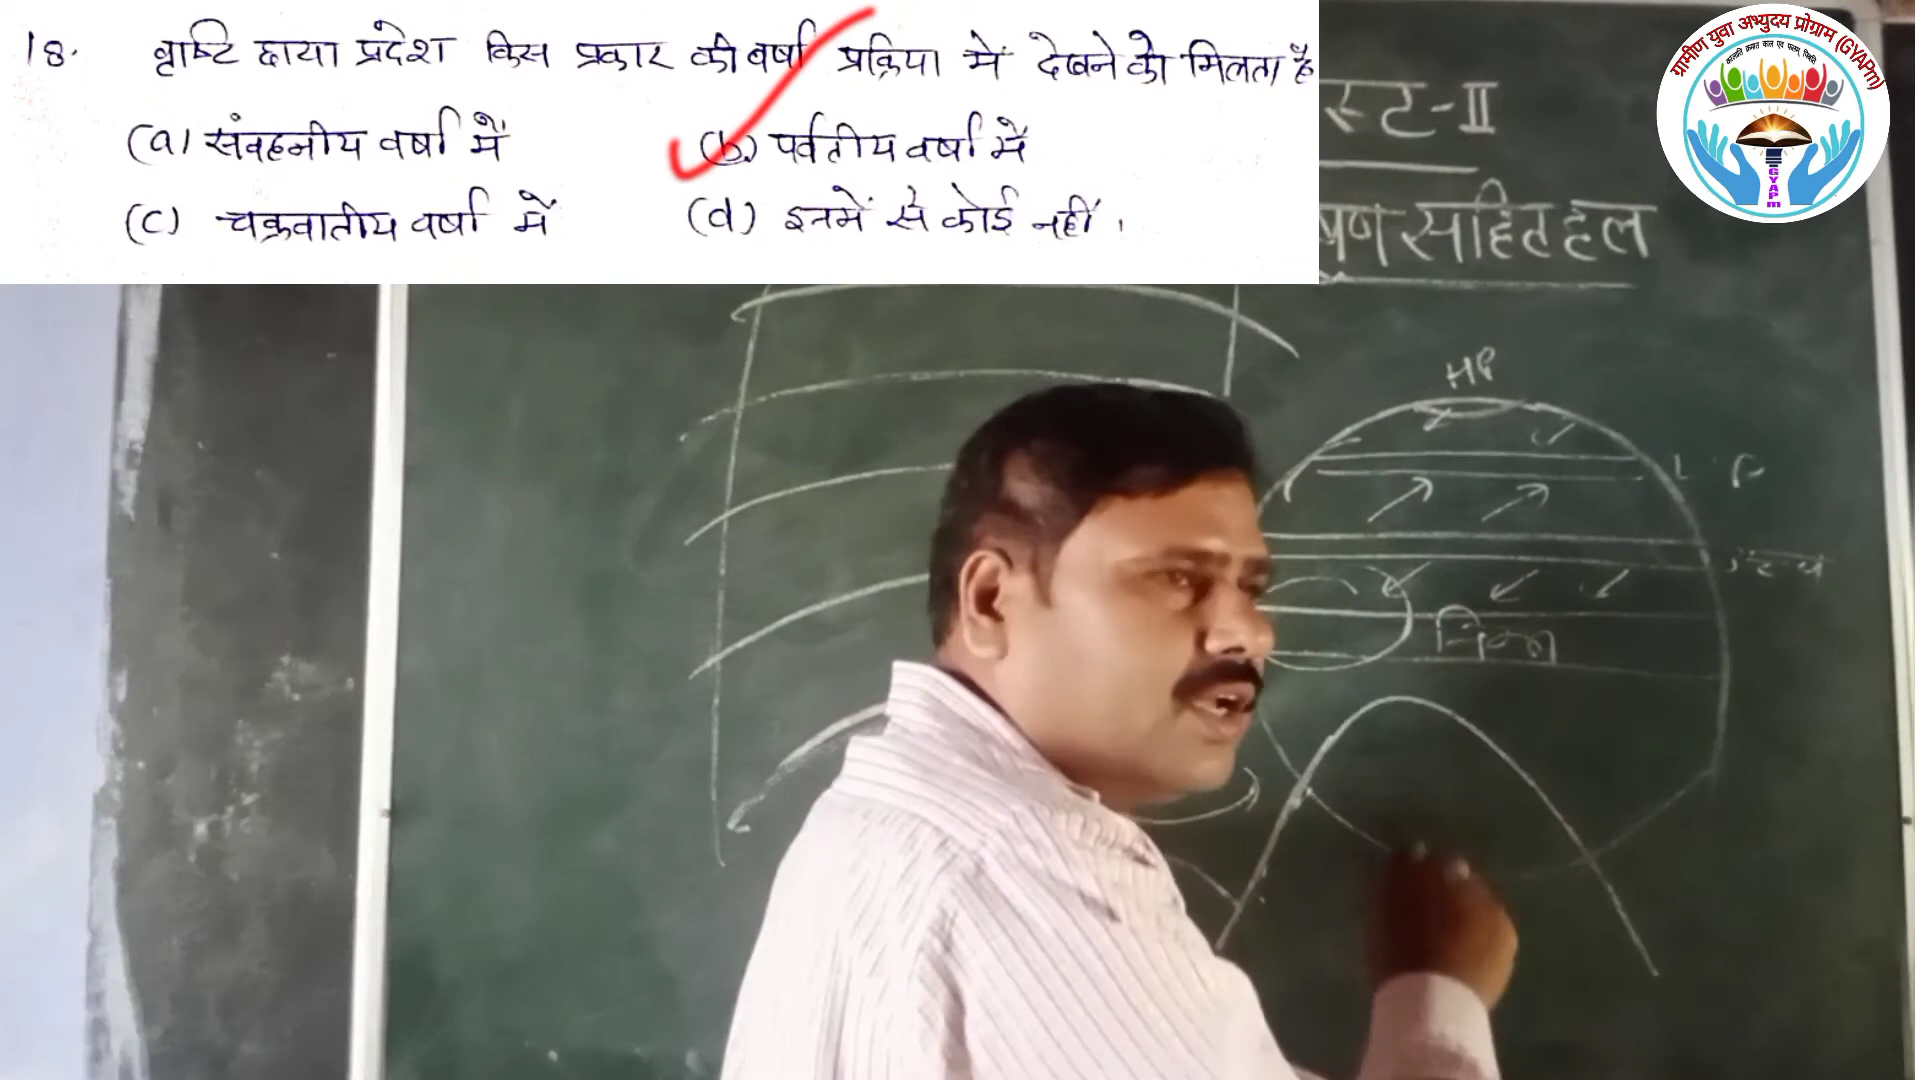 18. वृष्टि छाया प्रदेश किस प्रकार की वर्षा प्रक्रिया में देखने को मिलता है
(a) संवहनीय वर्षा में (b) पर्वतीय वर्षा में
(c) चक्रवातीय वर्षा में (d) इनमें से कोई नहीं।
ग्रामीण युवा अभ्युदय प्रोग्राम (GYAPm)
GYAPm
स्ट-II
सहित हल
HP
L P